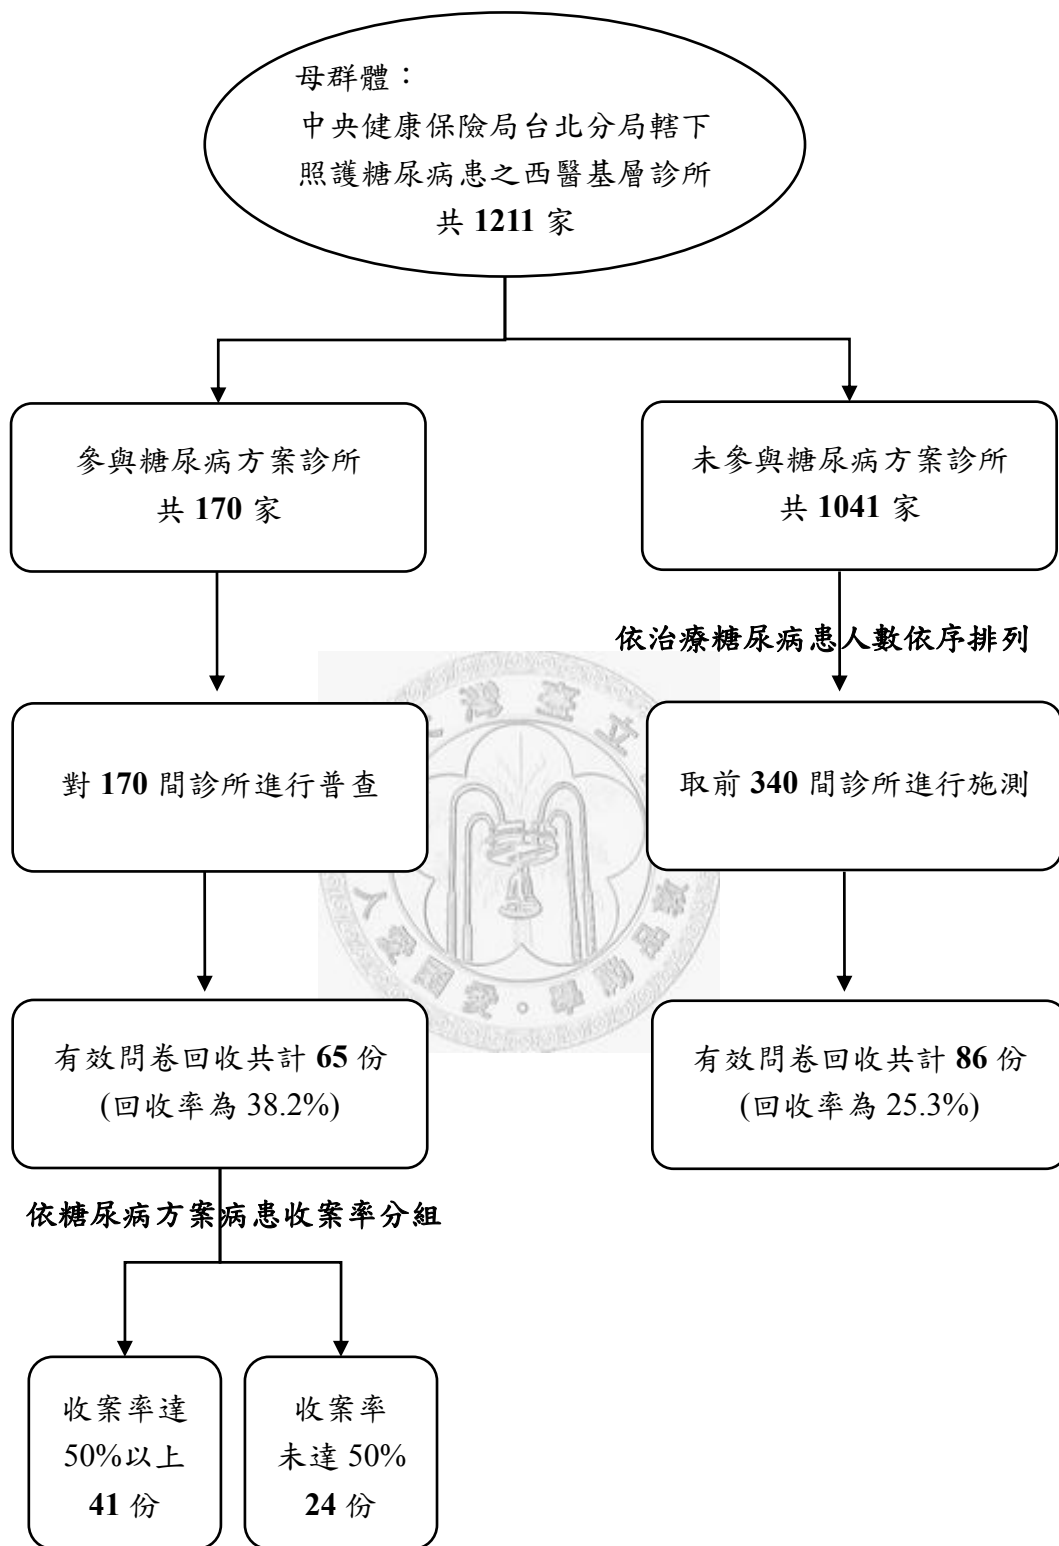 母群體：
中央健康保險局台北分局轄下
照護糖尿病患之西醫基層診所
共 1211 家
參與糖尿病方案診所
共 170 家
未參與糖尿病方案診所
共 1041 家
依治療糖尿病患人數依序排列
對 170 間診所進行普查
取前 340 間診所進行施測
有效問卷回收共計 65 份
(回收率為 38.2%)
有效問卷回收共計 86 份
(回收率為 25.3%)
依糖尿病方案病患收案率分組
收案率達
50%以上
41 份
收案率
未達 50%
24 份